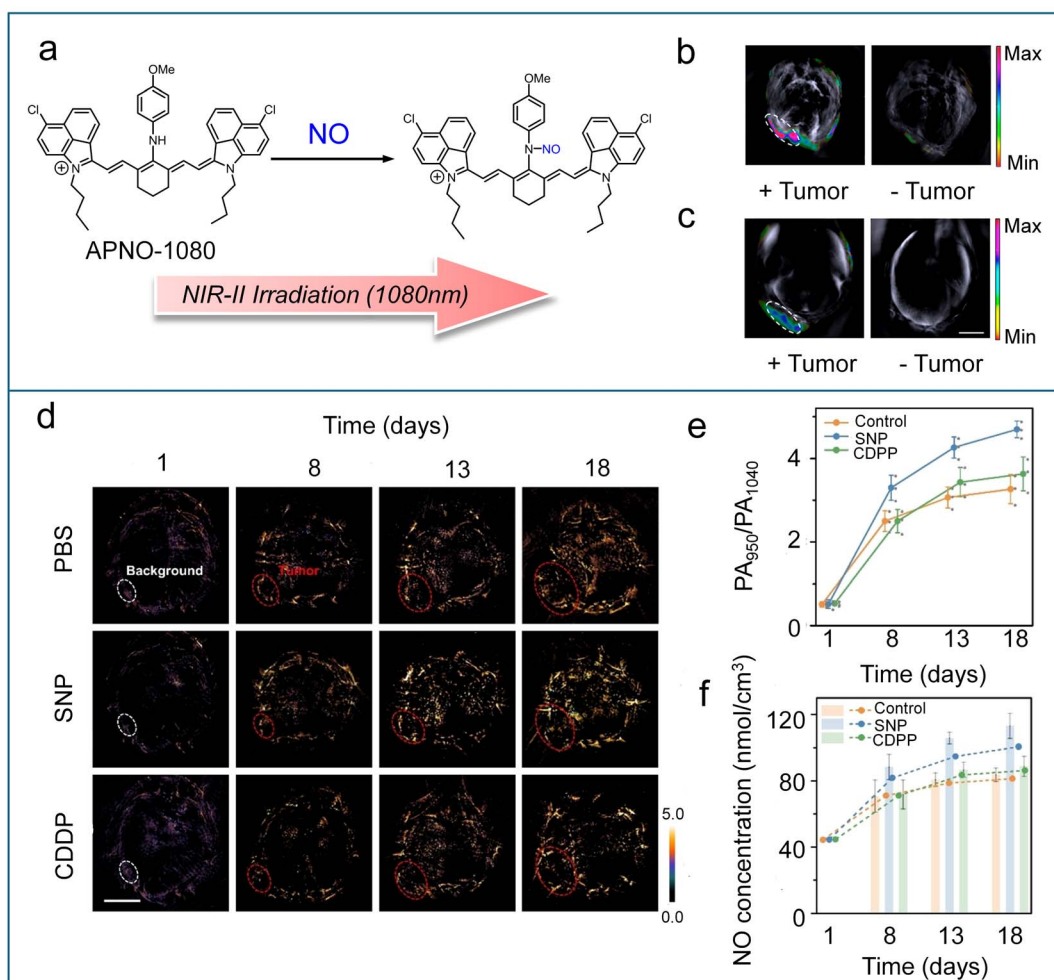 a
OMe
Cl
NH
Cl
N
N
NO
OMe
Cl
N—NO
Cl
N
N
APNO-1080
NIR-II Irradiation (1080nm)
b
Max
Min
+ Tumor
- Tumor
c
Max
Min
+ Tumor
- Tumor
d
Time (days)
1
8
13
18
PBS
Background
Tumor
SNP
CDDP
5.0
0.0
e
Control
SNP
CDPP
PA950/PA1040
4
2
0
1
8
13
18
Time (days)
f
Control
SNP
CDPP
NO concentration (nmol/cm³)
120
80
40
0
1
8
13
18
Time (days)